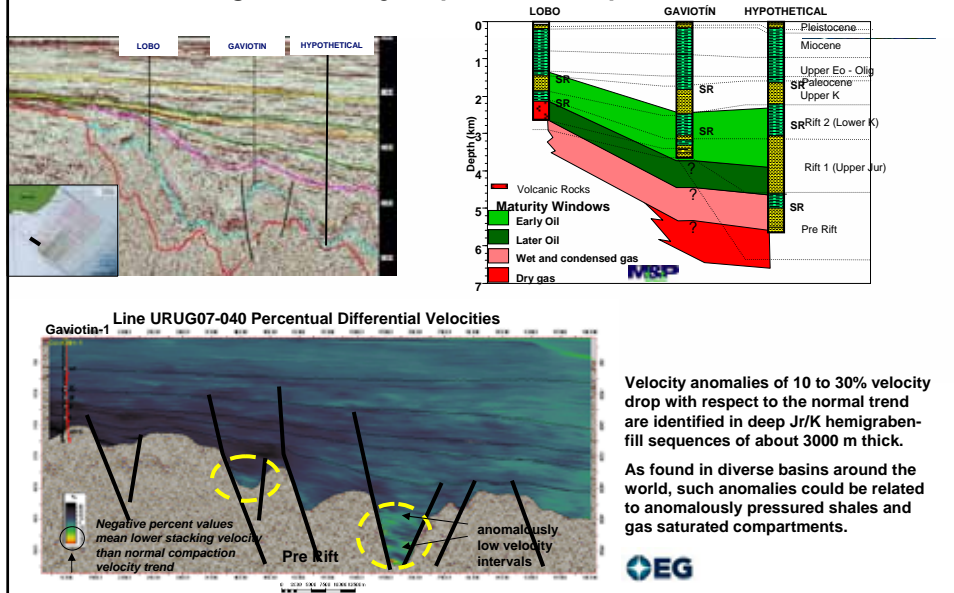 LOBO
GAVIOTIN
HYPOTHETICAL
LOBO
GAVIOTÍN
HYPOTHETICAL
Depth (km)
0
1
2
3
4
5
6
7
Pleistocene
Miocene
Upper Eo - Olig
Paleocene
Upper K
Rift 2 (Lower K)
Rift 1 (Upper Jur)
Pre Rift
SR
SR
SR
SR
SR
SR
SR
?
?
?
Volcanic Rocks
Maturity Windows
Early Oil
Later Oil
Wet and condensed gas
Dry gas
M&P
Line URUG07-040 Percentual Differential Velocities
Gaviotin-1
Negative percent values
mean lower stacking velocity
than normal compaction
velocity trend
Pre Rift
anomalously
low velocity
intervals
Velocity anomalies of 10 to 30% velocity
drop with respect to the normal trend
are identified in deep Jr/K hemigraben-
fill sequences of about 3000 m thick.
As found in diverse basins around the
world, such anomalies could be related
to anomalously pressured shales and
gas saturated compartments.
EG